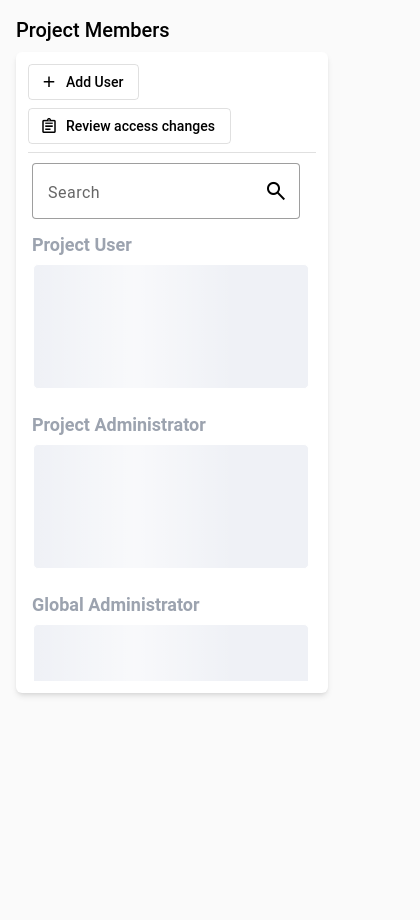 Project Members
Add User
Review access changes
Search
Project User
Project Administrator
Global Administrator